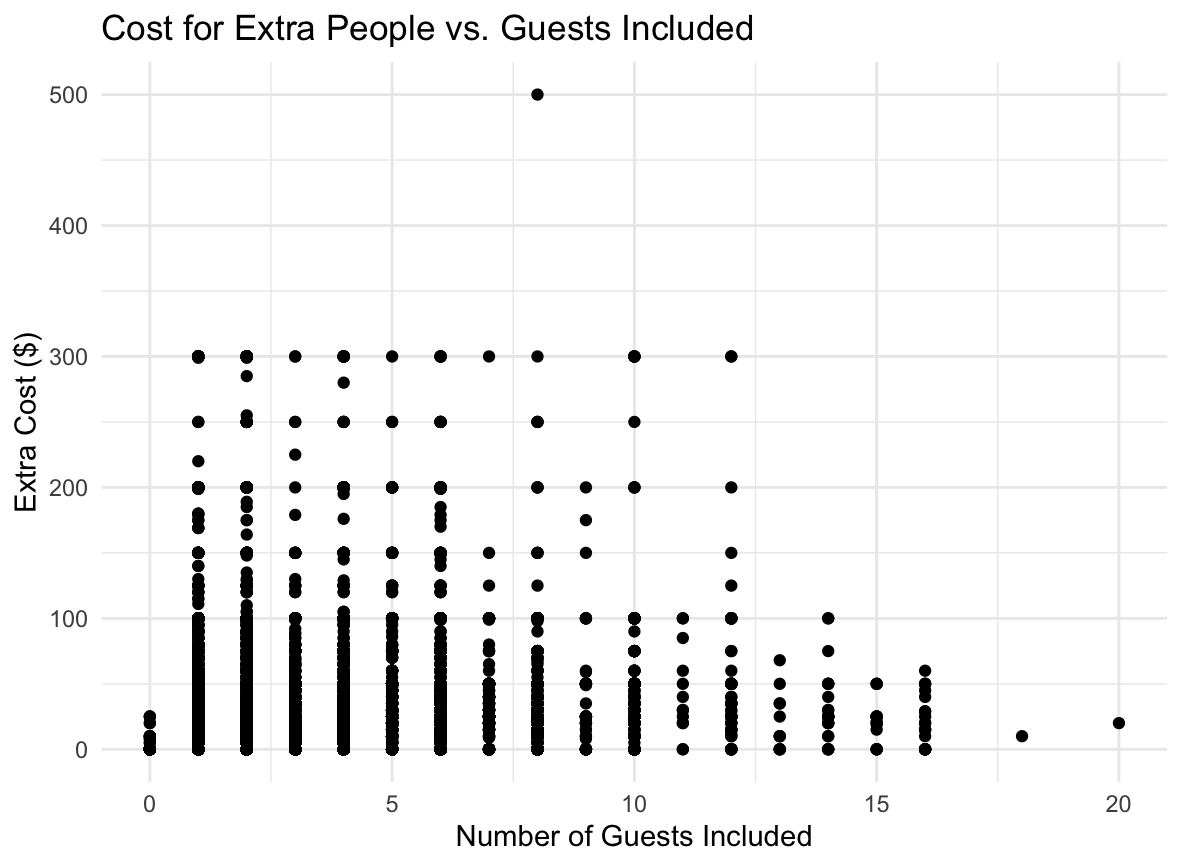 Cost for Extra People vs. Guests Included
500
400
300
200
100
0
Extra Cost ($)
0 5 10 15 20
Number of Guests Included